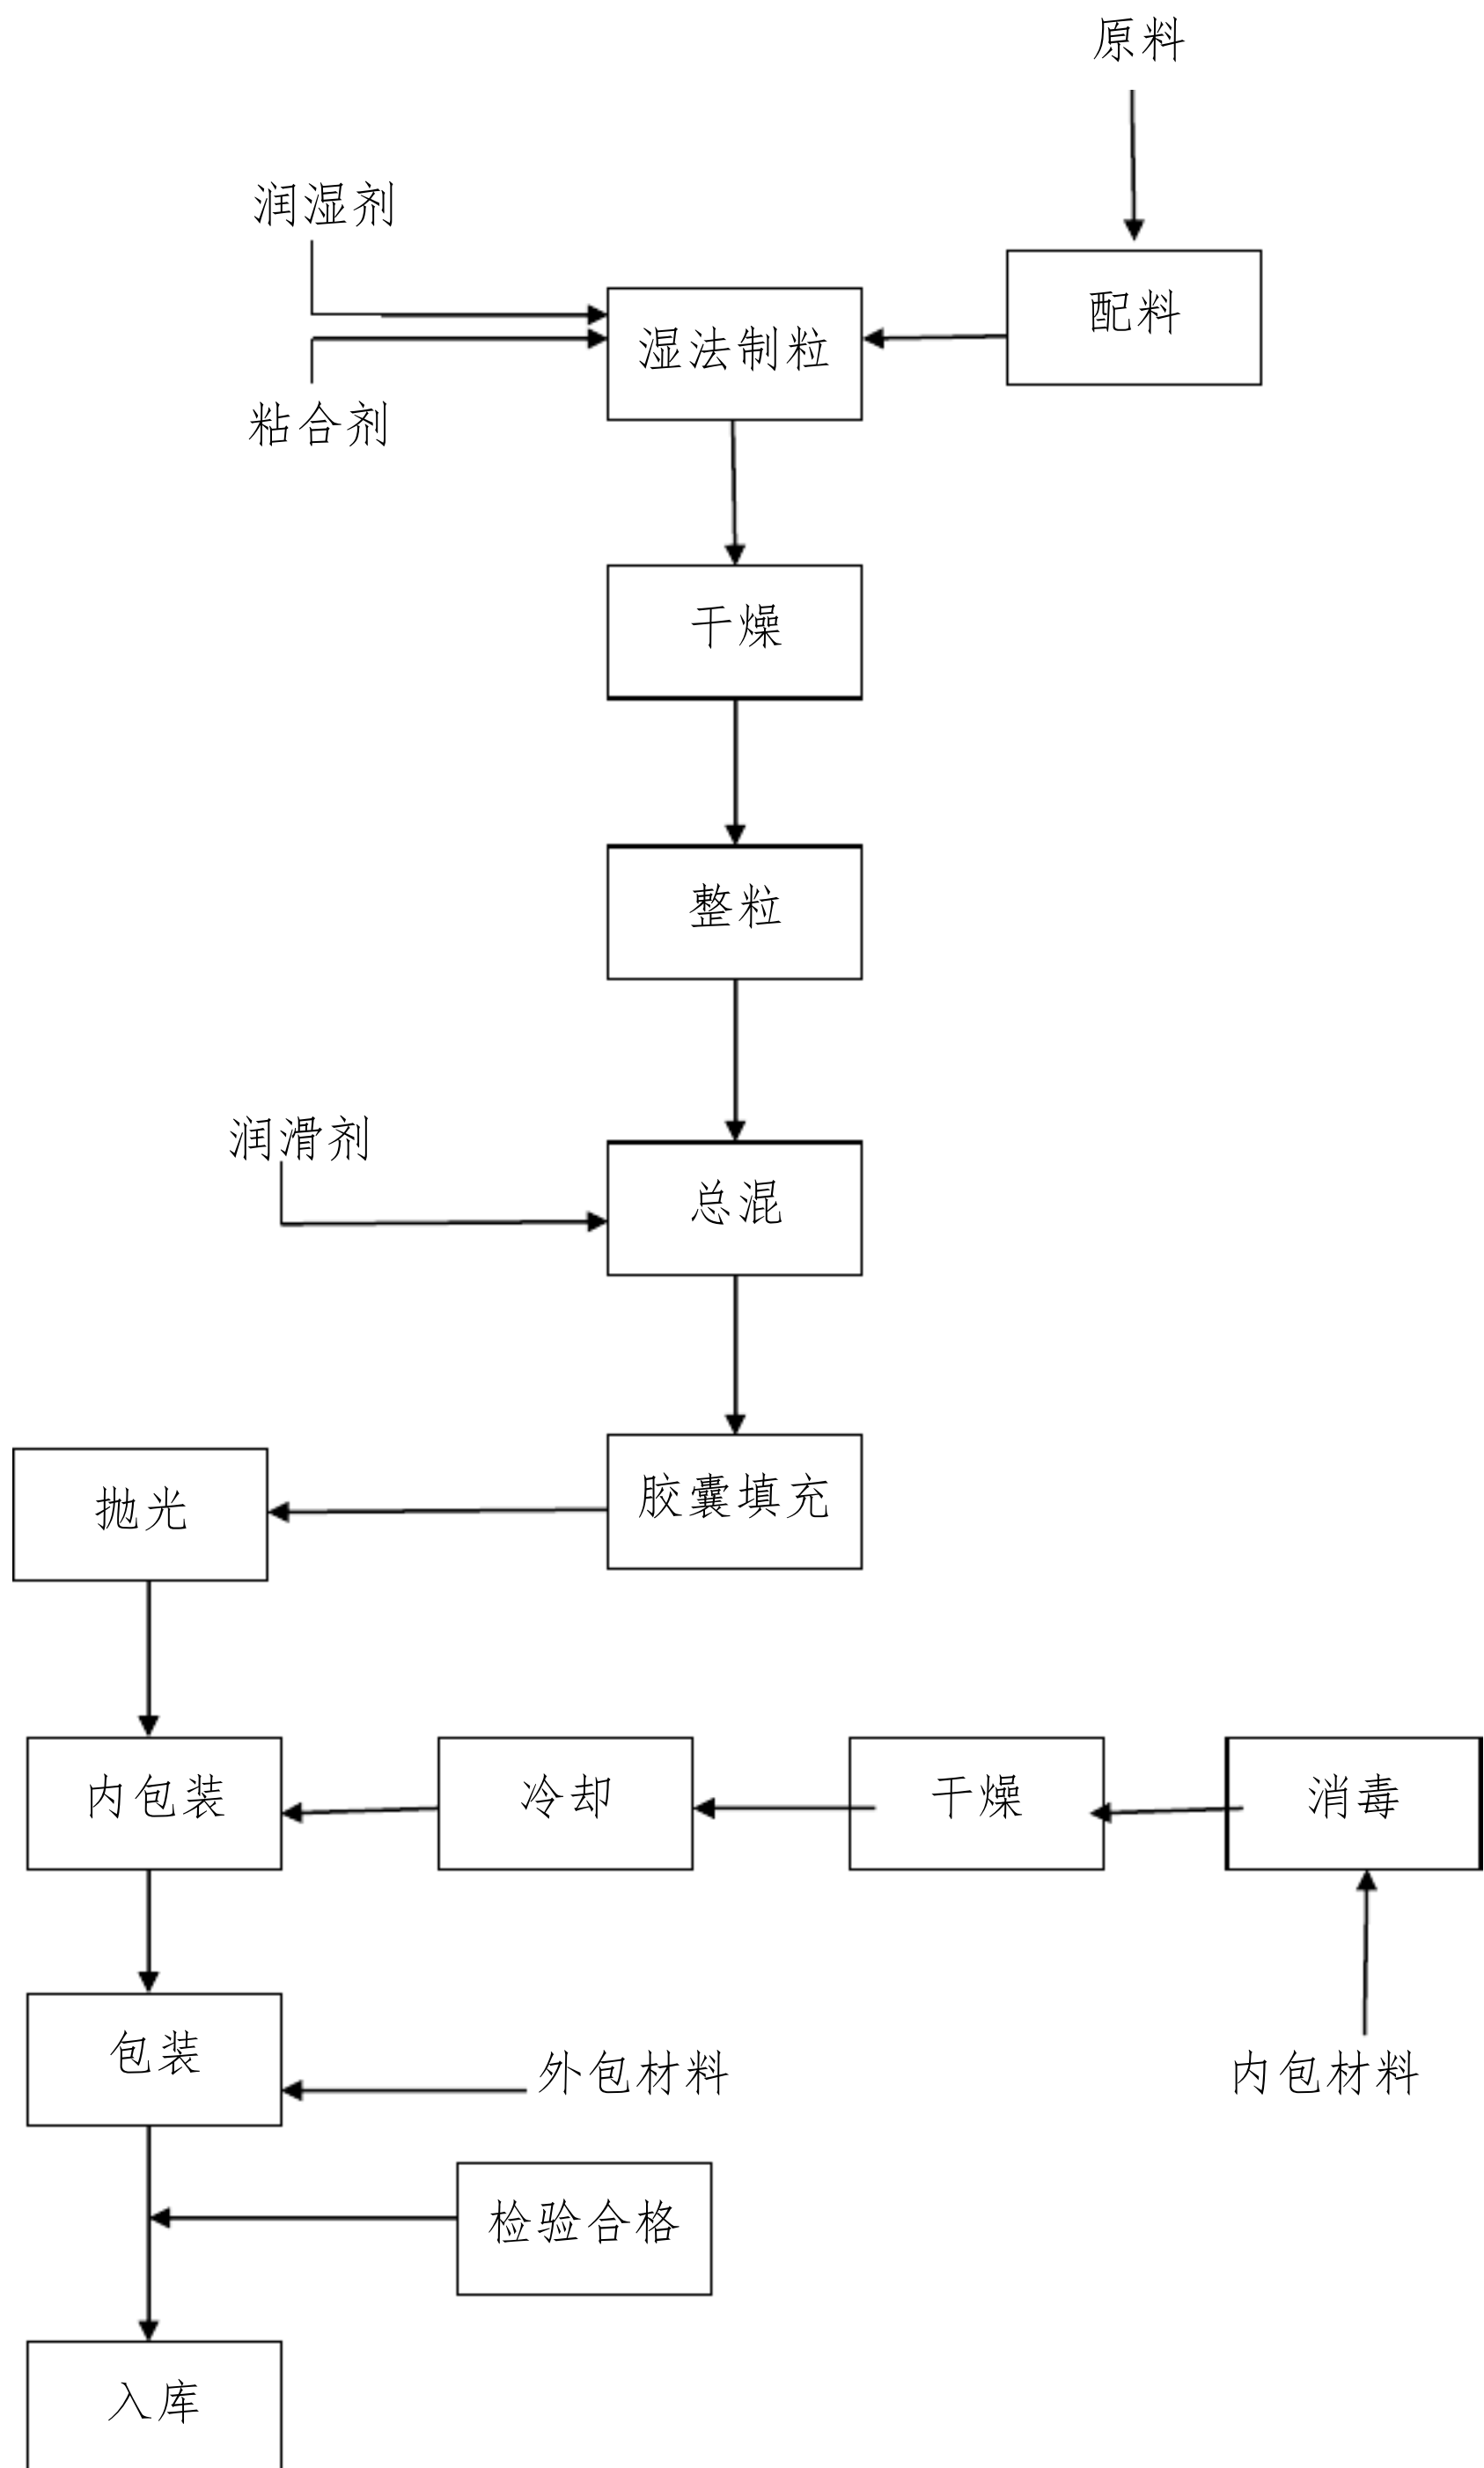 原料
润湿剂
配料
湿法制粒
粘合剂
干燥
整粒
润滑剂
总混
胶囊填充
抛光
内包装
冷却
干燥
消毒
包装
外包材料
内包材料
检验合格
入库